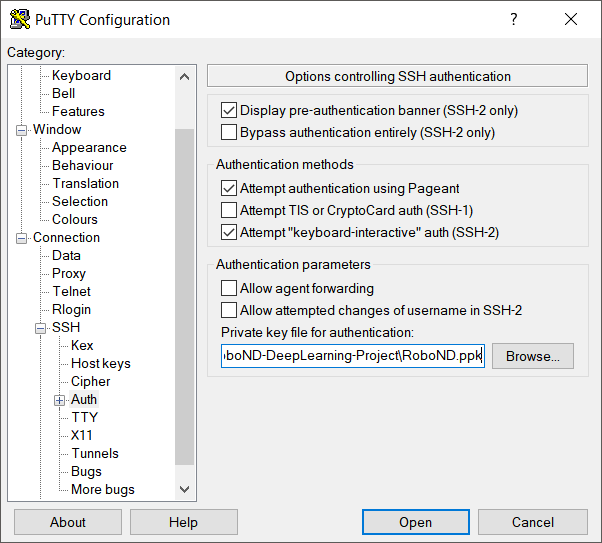 PuTTY Configuration
?
Category:
Keyboard
Bell
Features
Window
Appearance
Behaviour
Translation
Selection
Colours
Connection
Data
Proxy
Telnet
Rlogin
SSH
Kex
Host keys
Cipher
Auth
TTY
X11
Tunnels
Bugs
More bugs
Options controlling SSH authentication
Display pre-authentication banner (SSH-2 only)
Bypass authentication entirely (SSH-2 only)
Authentication methods
Attempt authentication using Pageant
Attempt TIS or CryptoCard auth (SSH-1)
Attempt "keyboard-interactive" auth (SSH-2)
Authentication parameters
Allow agent forwarding
Allow attempted changes of username in SSH-2
Private key file for authentication:
oboND-DeepLearning-Project\RoboND.ppk
Browse...
About
Help
Open
Cancel